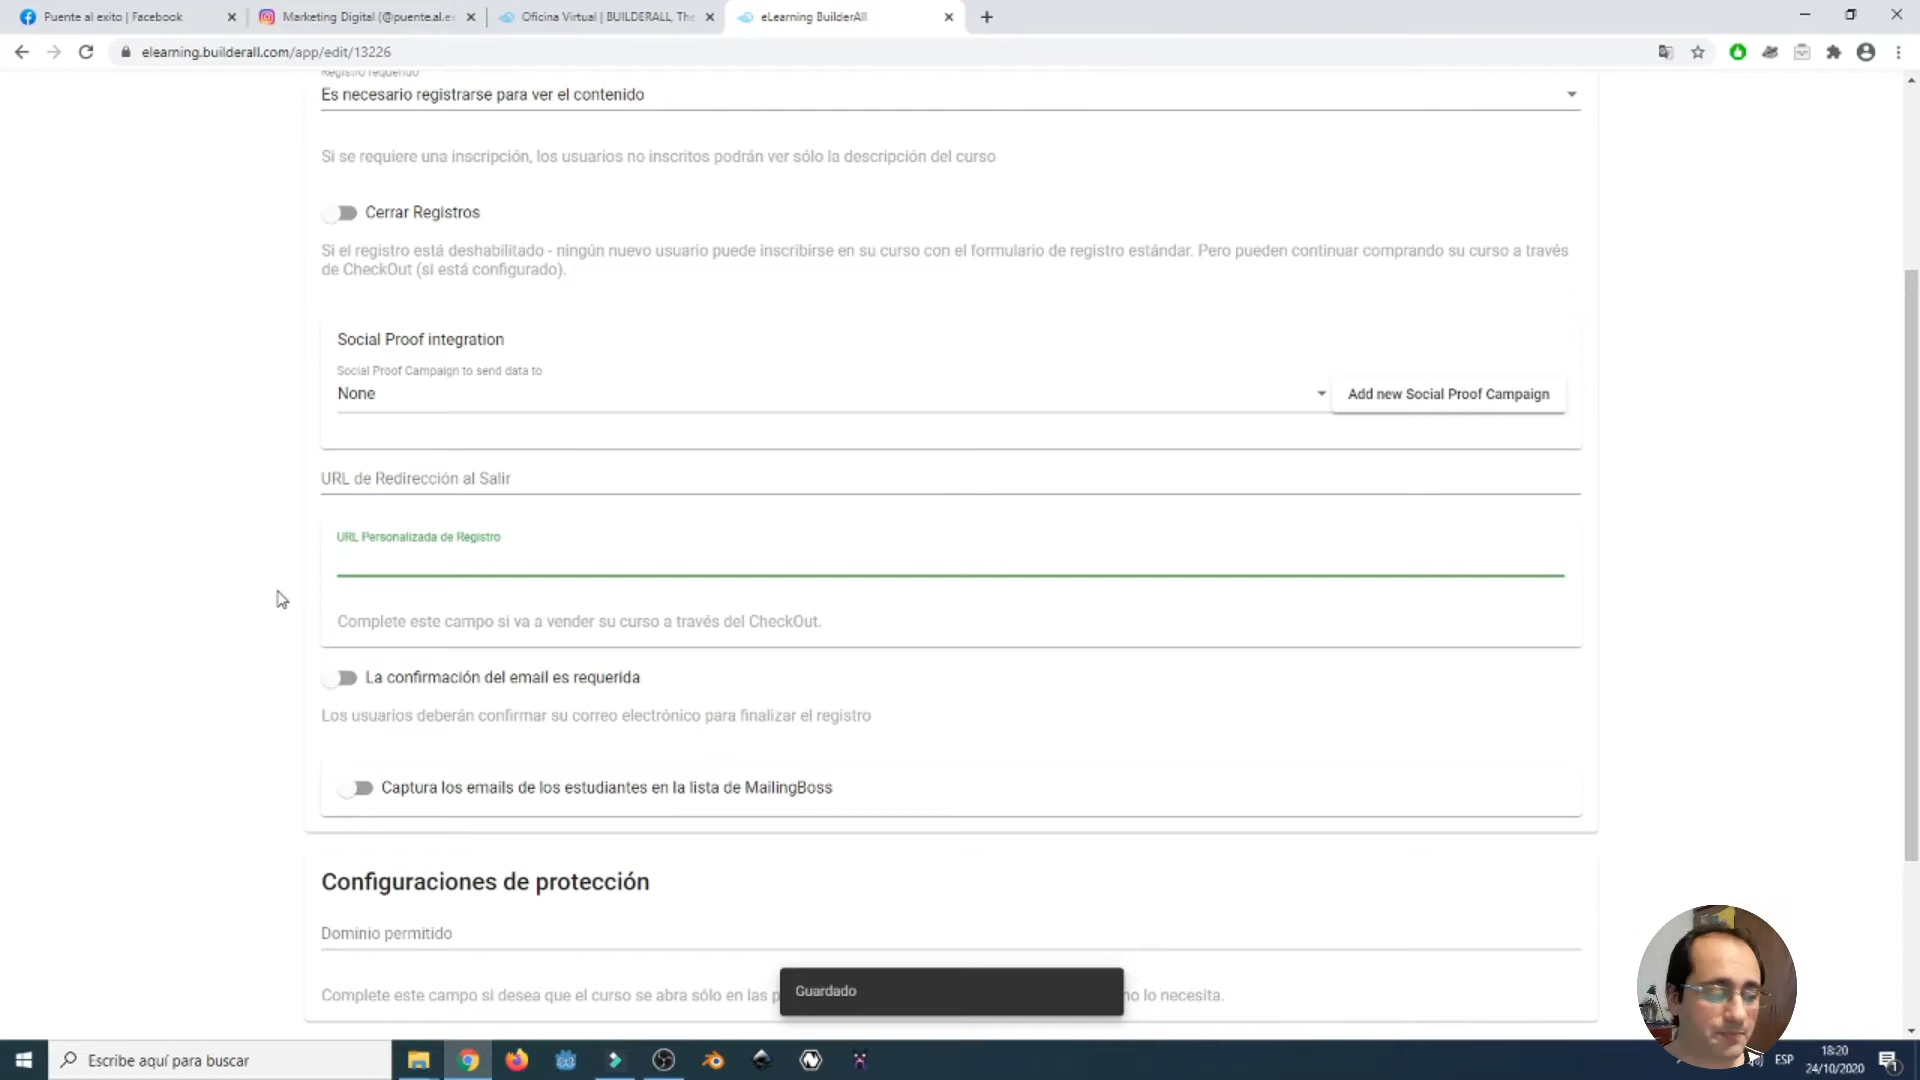 Puente al exito | Facebook
Marketing Digital (@puente.al.ex
Oficina Virtual | BUILDERALL, The
eLearning BuilderAll
elearning.builderall.com/app/edit/13226
Registro requerido
Es necesario registrarse para ver el contenido
Si se requiere una inscripción, los usuarios no inscritos podrán ver sólo la descripción del curso
Cerrar Registros
Si el registro está deshabilitado - ningún nuevo usuario puede inscribirse en su curso con el formulario de registro estándar. Pero pueden continuar comprando su curso a través
de CheckOut (si está configurado).
Social Proof integration
Social Proof Campaign to send data to
None
Add new Social Proof Campaign
URL de Redirección al Salir
URL Personalizada de Registro
Complete este campo si va a vender su curso a través del CheckOut.
La confirmación del email es requerida
Los usuarios deberán confirmar su correo electrónico para finalizar el registro
Captura los emails de los estudiantes en la lista de MailingBoss
Configuraciones de protección
Dominio permitido
Complete este campo si desea que el curso se abra sólo en las p
no lo necesita.
Guardado
Escribe aquí para buscar
ESP
18:20
24/10/2020
1